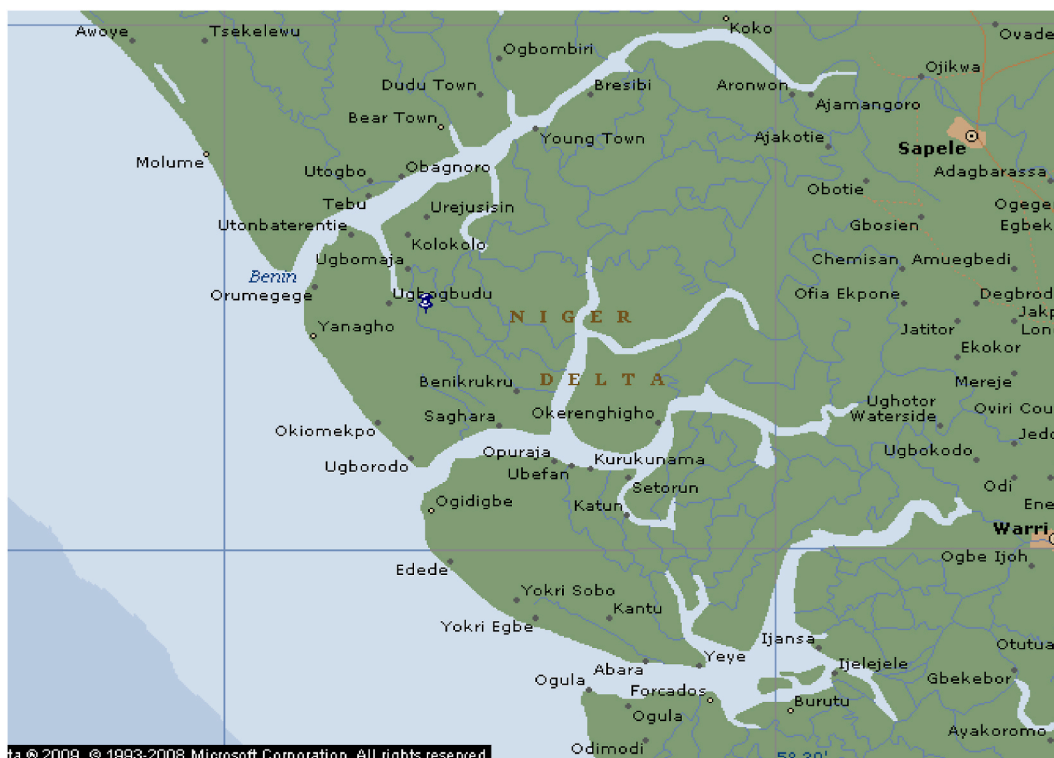 Awoye
Tsekelewu
Koko
Ovade
Ogbombiri
Ojikwa
Dudu Town
Bresibi
Aronwon
Ajamangoro
Bear Town
Young Town
Ajakotie
Sapele
Molume
Utogbo
Obagnoro
Adagbarassa
Obotie
Tebu
Urejusisin
Ogege
Utonbaterentie
Gbosien
Egbek
Kolokolo
Ugbomaja
Chemisan
Amuegbedi
Benin
Orumegege
Ugbogbudu
Ofia Ekpone
Degbrod
NIGER
Yanagho
Jatitor
Jakp
Lon
Ekokor
Benikrukru
DELTA
Mereje
Saghara
Okerenghigho
Ughotor
Waterside
Oviri Cou
Okiomekpo
Jedd
Opuraja
Kurukunama
Ugbokodo
Ugborodo
Ubefan
Setorun
Odi
Ogidigbe
Katun
Ene
Warri
Ogbe Ijoh
Edede
Yokri Sobo
Kantu
Yokri Egbe
Ijansa
Otutua
Abara
Yeye
Ijelejele
Ogula
Forcados
Gbekebor
Burutu
Ogula
Ayakoromo
Odimodi
ta © 2009, © 1993-2008 Microsoft Corporation. All rights reserved.